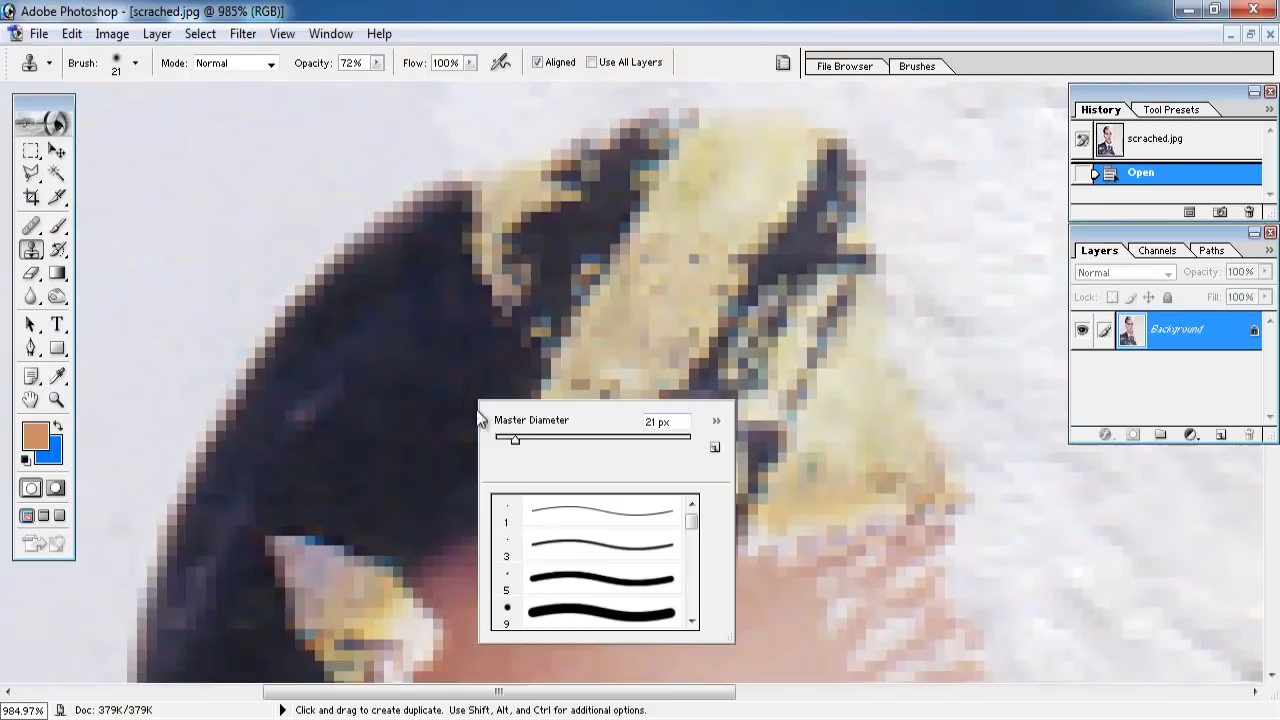 Adobe Photoshop - [scrached.jpg @ 985% (RGB)]
File Edit Image Layer Select Filter View Window Help
Brush: 21 Mode: Normal Opacity: 72% Flow: 100% Aligned Use All Layers File Browser Brushes
History Tool Presets
scrached.jpg
Open
Layers Channels Paths
Normal Opacity: 100%
Lock: Fill: 100%
Background
Master Diameter 21 px
1
3
5
9
984.97% Doc: 379K/379K Click and drag to create duplicate. Use Shift, Alt, and Ctrl for additional options.